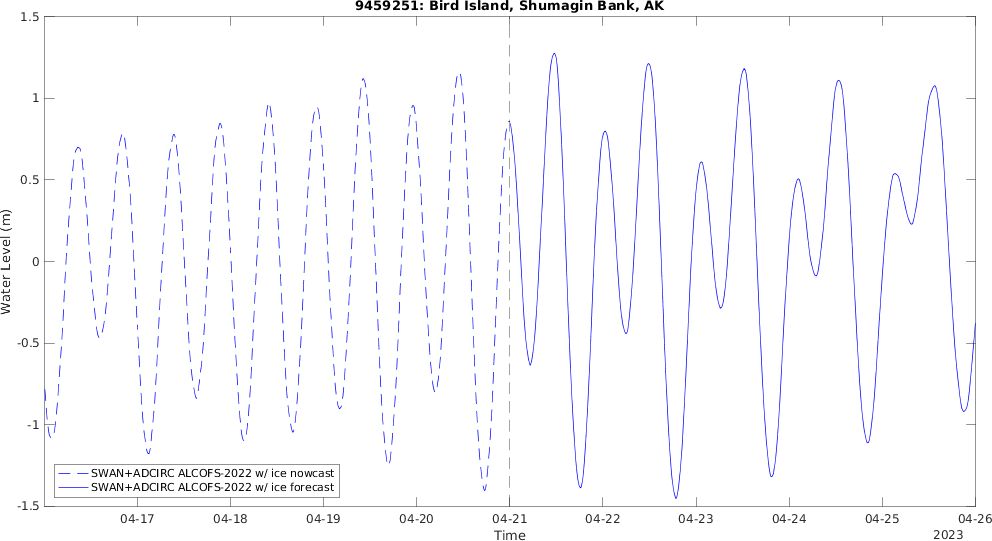 9459251: Bird Island, Shumagin Bank, AK
1.5
1
0.5
0
-0.5
-1
-1.5
Water Level (m)
SWAN+ADCIRC ALCOFS-2022 w/ ice nowcast
SWAN+ADCIRC ALCOFS-2022 w/ ice forecast
04-17 04-18 04-19 04-20 04-21 04-22 04-23 04-24 04-25 04-26
Time
2023